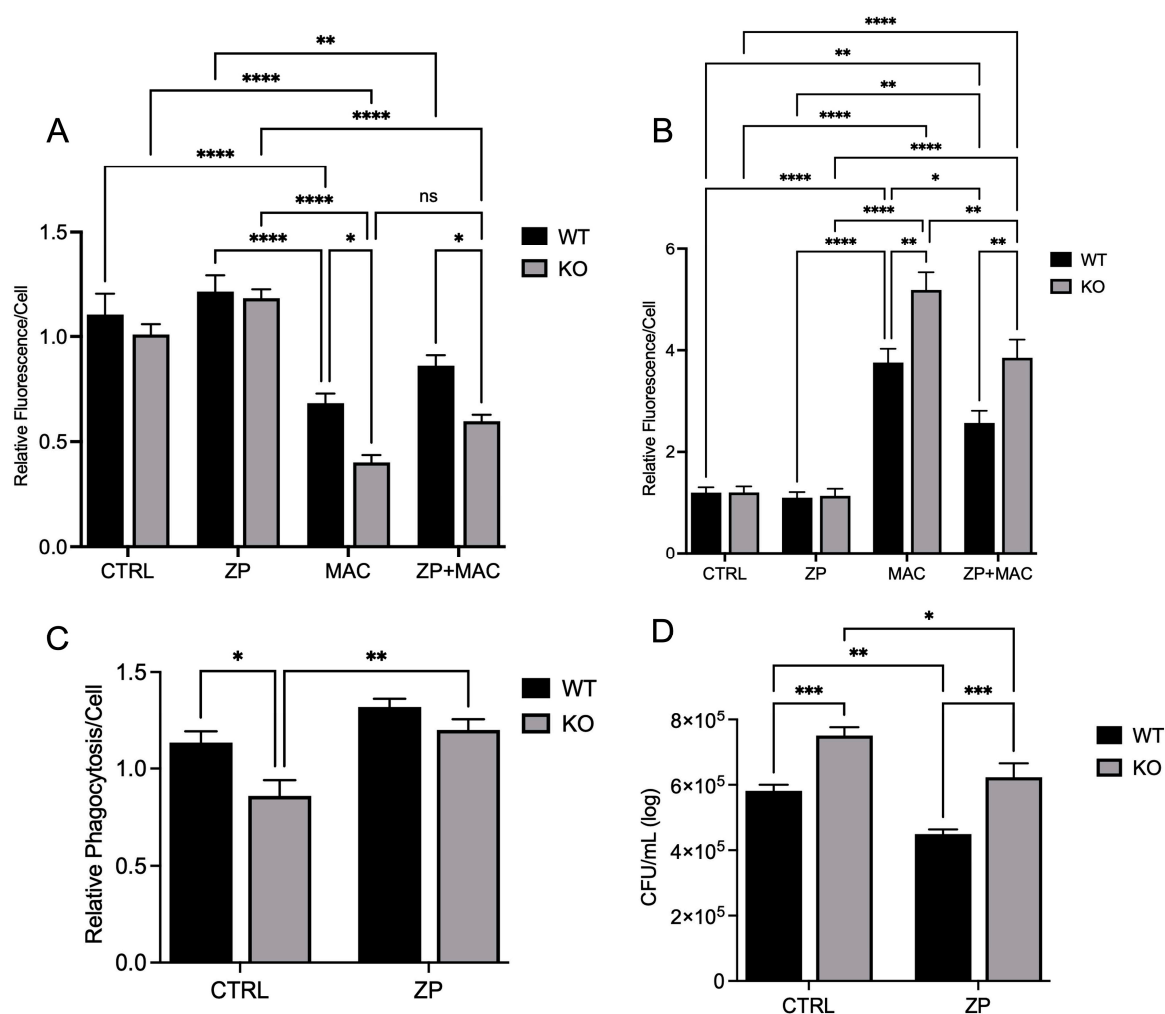 A
**
****
****
****
ns
****
****
*
*
WT
KO
Relative Fluorescence/Cell
1.5
1.0
0.5
0.0
CTRL
ZP
MAC
ZP+MAC
B
****
**
**
****
****
****
*
****
**
****
**
**
WT
KO
Relative Fluorescence/Cell
6
4
2
0
CTRL
ZP
MAC
ZP+MAC
C
*
**
WT
KO
Relative Phagocytosis/Cell
1.5
1.0
0.5
0.0
CTRL
ZP
D
*
**
***
***
WT
KO
CFU/mL (log)
8×10⁵
6×10⁵
4×10⁵
2×10⁵
0
CTRL
ZP